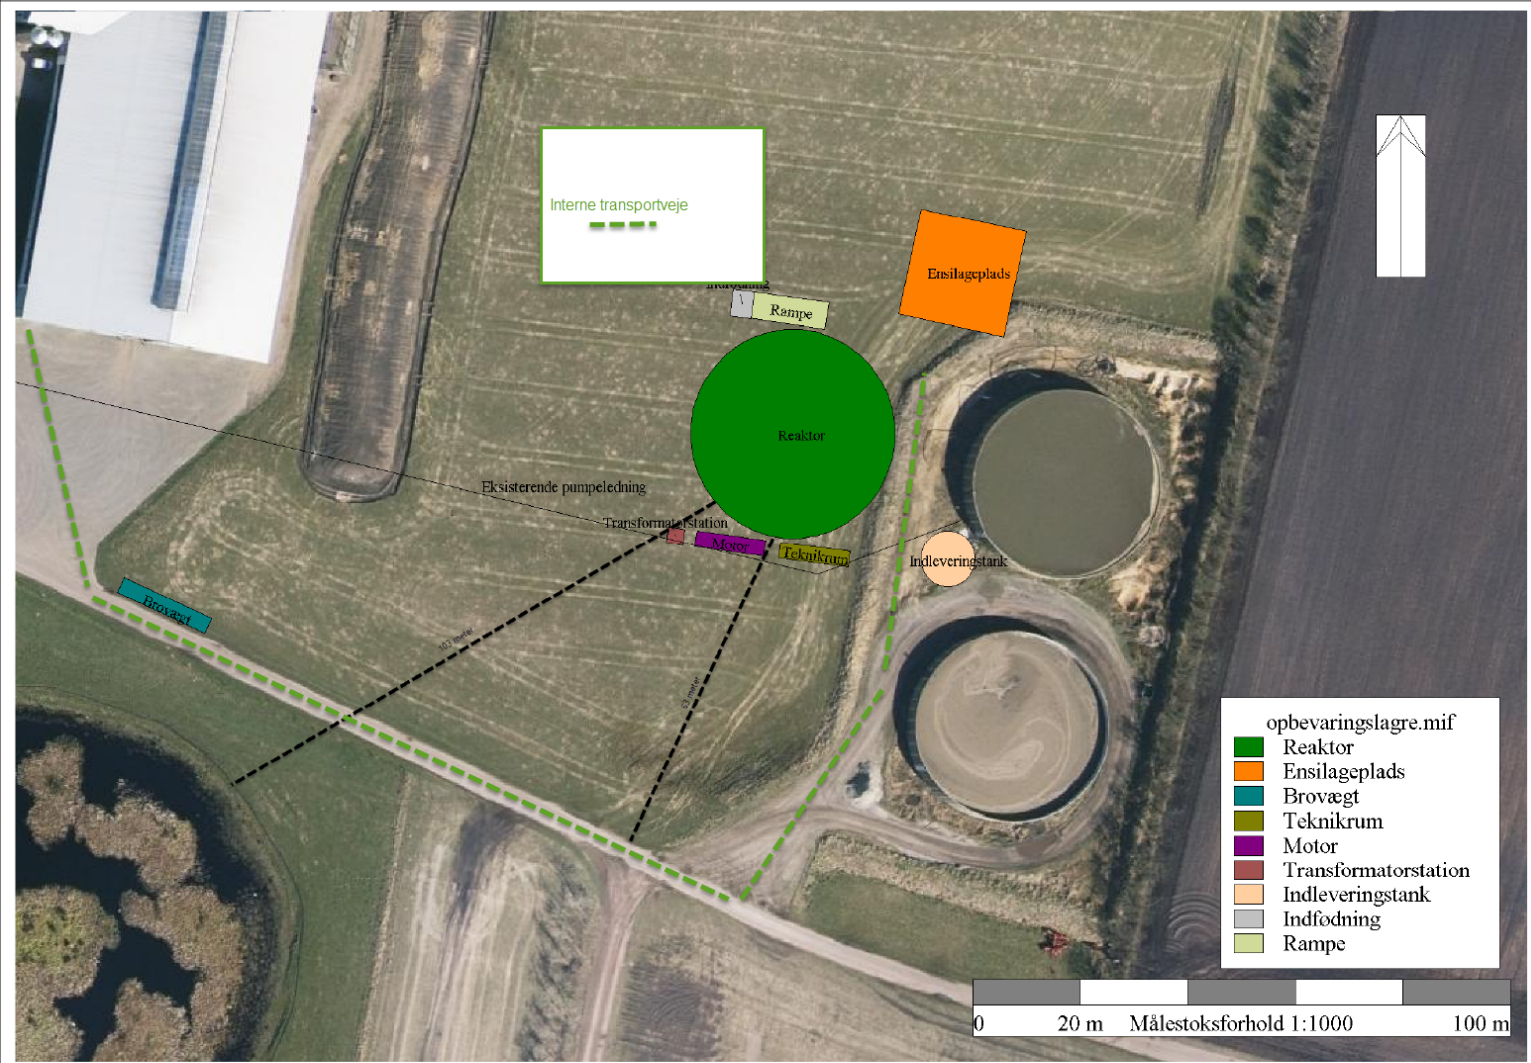 Interne transportveje
Indfødning
Rampe
Ensilageplads
Reaktor
Eksisterende pumpeledning
Transformatorstation
Motor
Teknikrum
Indleveringstank
Brovægt
opbevaringslagre.mif
Reaktor
Ensilageplads
Brovægt
Teknikrum
Motor
Transformatorstation
Indleveringstank
Indfødning
Rampe
0 20 m Målestoksforhold 1:1000 100 m